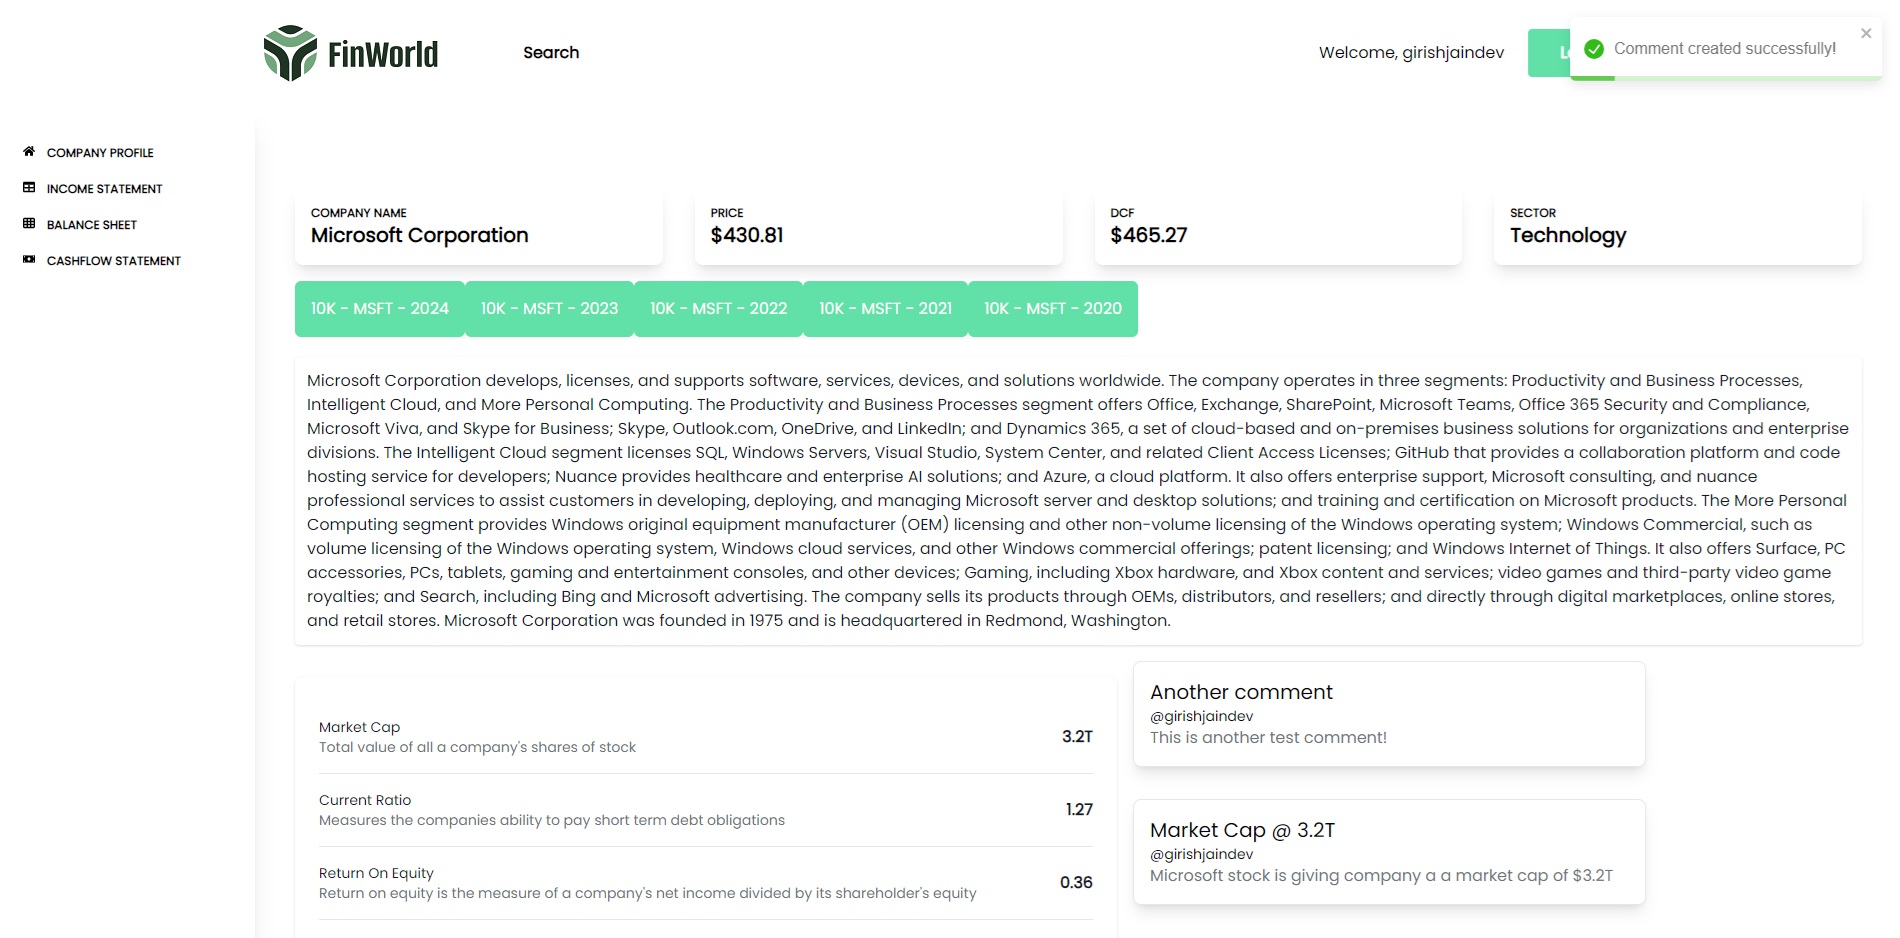 FinWorld
Search
Welcome, girishjaindev
Comment created successfully!
COMPANY PROFILE
INCOME STATEMENT
BALANCE SHEET
CASHFLOW STATEMENT
COMPANY NAME
Microsoft Corporation
PRICE
$430.81
DCF
$465.27
SECTOR
Technology
10K - MSFT - 2024
10K - MSFT - 2023
10K - MSFT - 2022
10K - MSFT - 2021
10K - MSFT - 2020
Microsoft Corporation develops, licenses, and supports software, services, devices, and solutions worldwide. The company operates in three segments: Productivity and Business Processes,
Intelligent Cloud, and More Personal Computing. The Productivity and Business Processes segment offers Office, Exchange, SharePoint, Microsoft Teams, Office 365 Security and Compliance,
Microsoft Viva, and Skype for Business; Skype, Outlook.com, OneDrive, and LinkedIn; and Dynamics 365, a set of cloud-based and on-premises business solutions for organizations and enterprise
divisions. The Intelligent Cloud segment licenses SQL, Windows Servers, Visual Studio, System Center, and related Client Access Licenses; GitHub that provides a collaboration platform and code
hosting service for developers; Nuance provides healthcare and enterprise AI solutions; and Azure, a cloud platform. It also offers enterprise support, Microsoft consulting, and nuance
professional services to assist customers in developing, deploying, and managing Microsoft server and desktop solutions; and training and certification on Microsoft products. The More Personal
Computing segment provides Windows original equipment manufacturer (OEM) licensing and other non-volume licensing of the Windows operating system; Windows Commercial, such as
volume licensing of the Windows operating system, Windows cloud services, and other Windows commercial offerings; patent licensing; and Windows Internet of Things. It also offers Surface, PC
accessories, PCs, tablets, gaming and entertainment consoles, and other devices; Gaming, including Xbox hardware, and Xbox content and services; video games and third-party video game
royalties; and Search, including Bing and Microsoft advertising. The company sells its products through OEMs, distributors, and resellers; and directly through digital marketplaces, online stores,
and retail stores. Microsoft Corporation was founded in 1975 and is headquartered in Redmond, Washington.
Market Cap
Total value of all a company's shares of stock
3.2T
Current Ratio
Measures the companies ability to pay short term debt obligations
1.27
Return On Equity
Return on equity is the measure of a company's net income divided by its shareholder's equity
0.36
Another comment
@girishjaindev
This is another test comment!
Market Cap @ 3.2T
@girishjaindev
Microsoft stock is giving company a a market cap of $3.2T